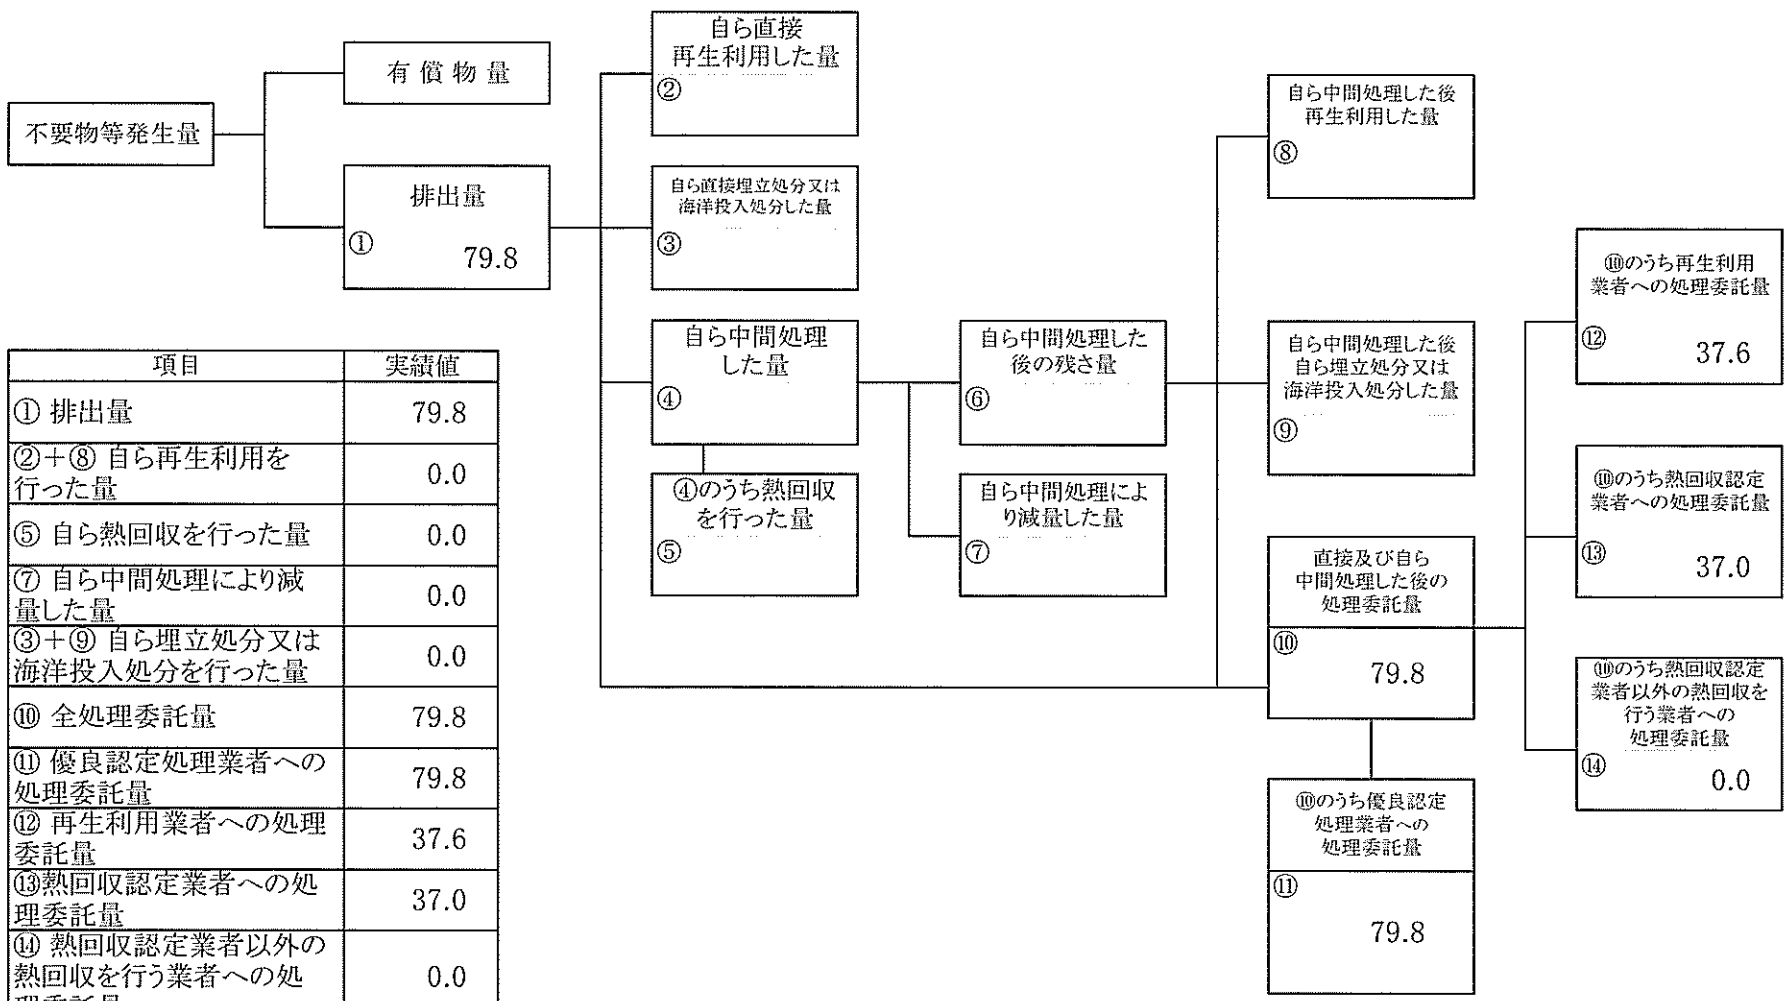 不要物等発生量
有償物量
排出量
①
79.8
自ら直接
再生利用した量
②
自ら直接埋立処分又は
海洋投入処分した量
③
自ら中間処理
した量
④
④のうち熱回収
を行った量
⑤
自ら中間処理した
後の残さ量
⑥
自ら中間処理によ
り減量した量
⑦
自ら中間処理した後
再生利用した量
⑧
自ら中間処理した後
自ら埋立処分又は
海洋投入処分した量
⑨
直接及び自ら
中間処理した後の
処理委託量
⑩
79.8
⑩のうち優良認定
処理業者への
処理委託量
⑪
79.8
⑩のうち再生利用
業者への処理委託量
⑫
37.6
⑩のうち熱回収認定
業者への処理委託量
⑬
37.0
⑩のうち熱回収認定
業者以外の熱回収を
行う業者への
処理委託量
⑭
0.0
項目 実績値
① 排出量 79.8
②+⑧ 自ら再生利用を
行った量 0.0
⑤ 自ら熱回収を行った量 0.0
⑦ 自ら中間処理により減
量した量 0.0
③+⑨ 自ら埋立処分又は
海洋投入処分を行った量 0.0
⑩ 全処理委託量 79.8
⑪ 優良認定処理業者への
処理委託量 79.8
⑫ 再生利用業者への処理
委託量 37.6
⑬熱回収認定業者への処
理委託量 37.0
⑭ 熱回収認定業者以外の
熱回収を行う業者への処 0.0
理委託量